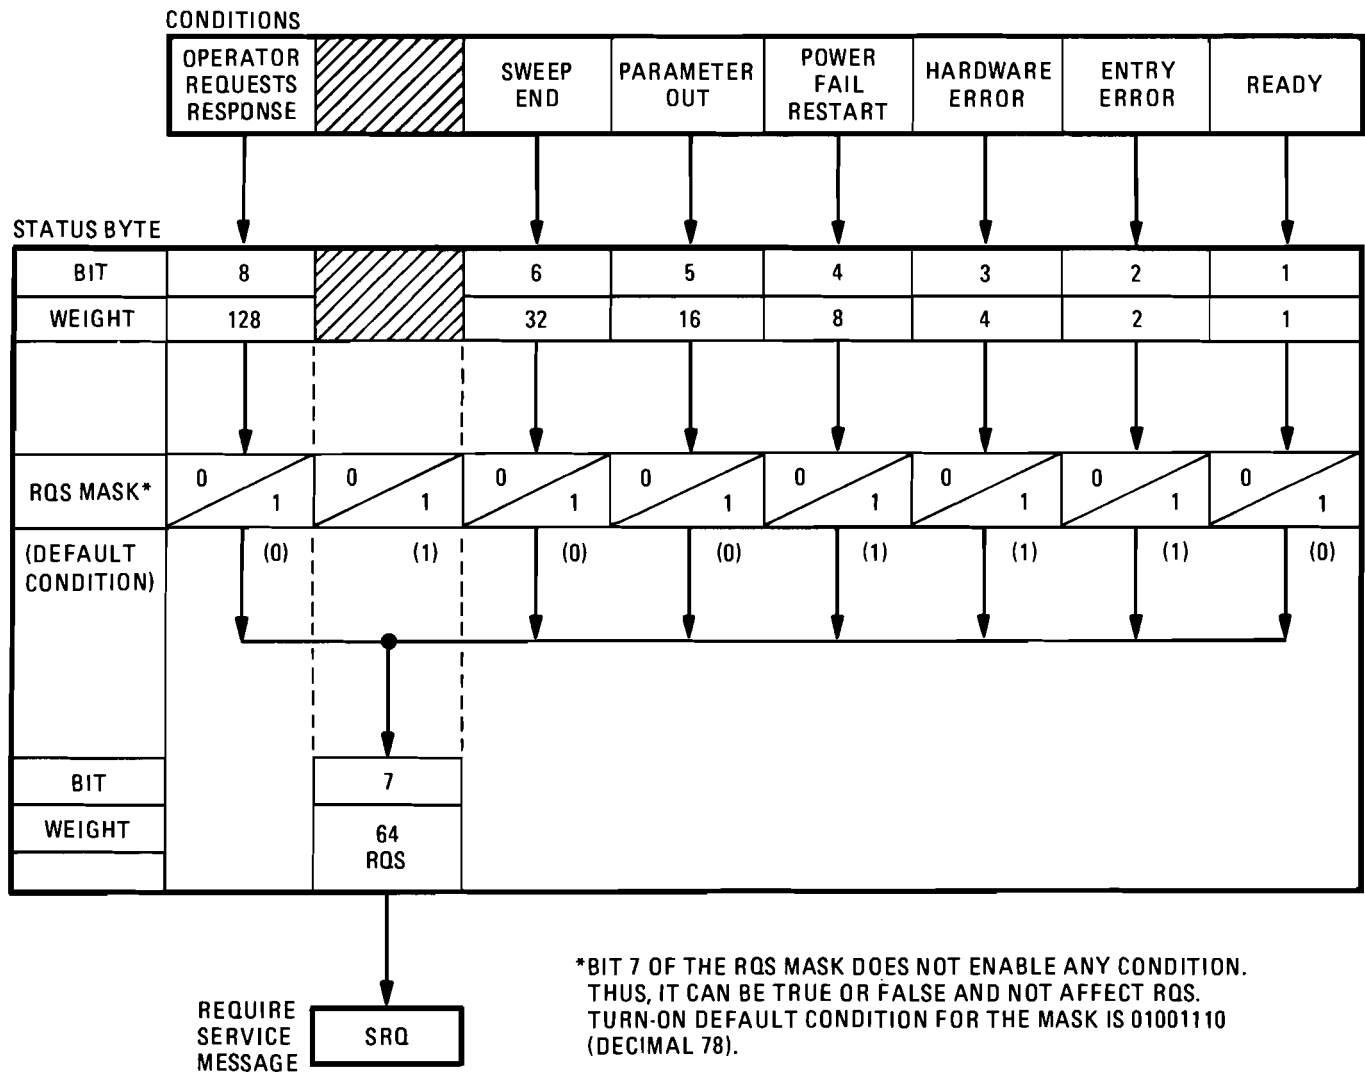 CONDITIONS
OPERATOR REQUESTS RESPONSE
SWEEP END
PARAMETER OUT
POWER FAIL RESTART
HARDWARE ERROR
ENTRY ERROR
READY
STATUS BYTE
BIT 8 6 5 4 3 2 1
WEIGHT 128 32 16 8 4 2 1
RQS MASK* 0 1 0 1 0 1 0 1 0 1 0 1 0 1 0 1
(DEFAULT CONDITION) (0) (1) (0) (0) (1) (1) (1) (0)
BIT 7
WEIGHT 64
RQS
REQUIRE SERVICE MESSAGE
SRQ
*BIT 7 OF THE RQS MASK DOES NOT ENABLE ANY CONDITION.
THUS, IT CAN BE TRUE OR FALSE AND NOT AFFECT RQS.
TURN-ON DEFAULT CONDITION FOR THE MASK IS 01001110
(DECIMAL 78).